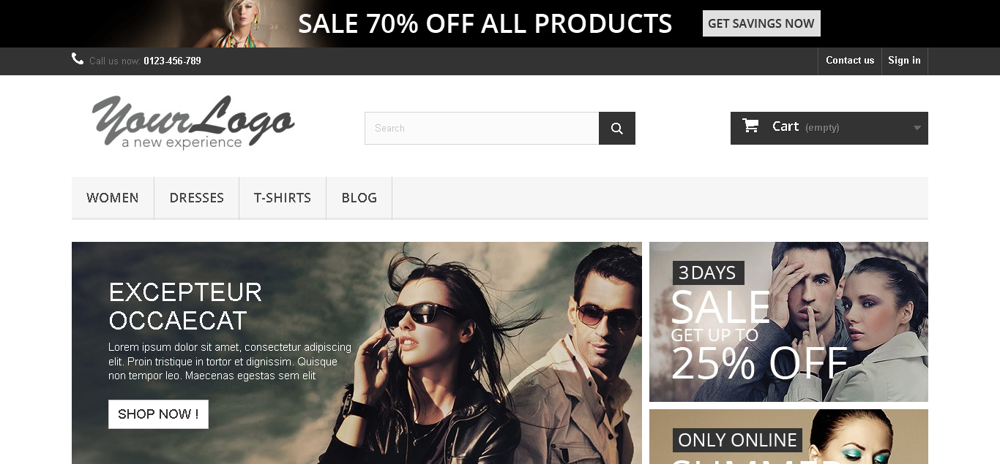 SALE 70% OFF ALL PRODUCTS
GET SAVINGS NOW
Call us now: 0123-456-789
Contact us
Sign in
YourLogo
a new experience
Search
Cart (empty)
WOMEN
DRESSES
T-SHIRTS
BLOG
EXCEPTEUR
OCCAECAT
Lorem ipsum dolor sit amet, consectetur adipiscing
elit. Proin tristique in tortor et dignissim. Quisque
non tempor leo. Maecenas egestas sem elit
SHOP NOW !
3DAYS
SALE
GET UP TO
25% OFF
ONLY ONLINE
SUMMER